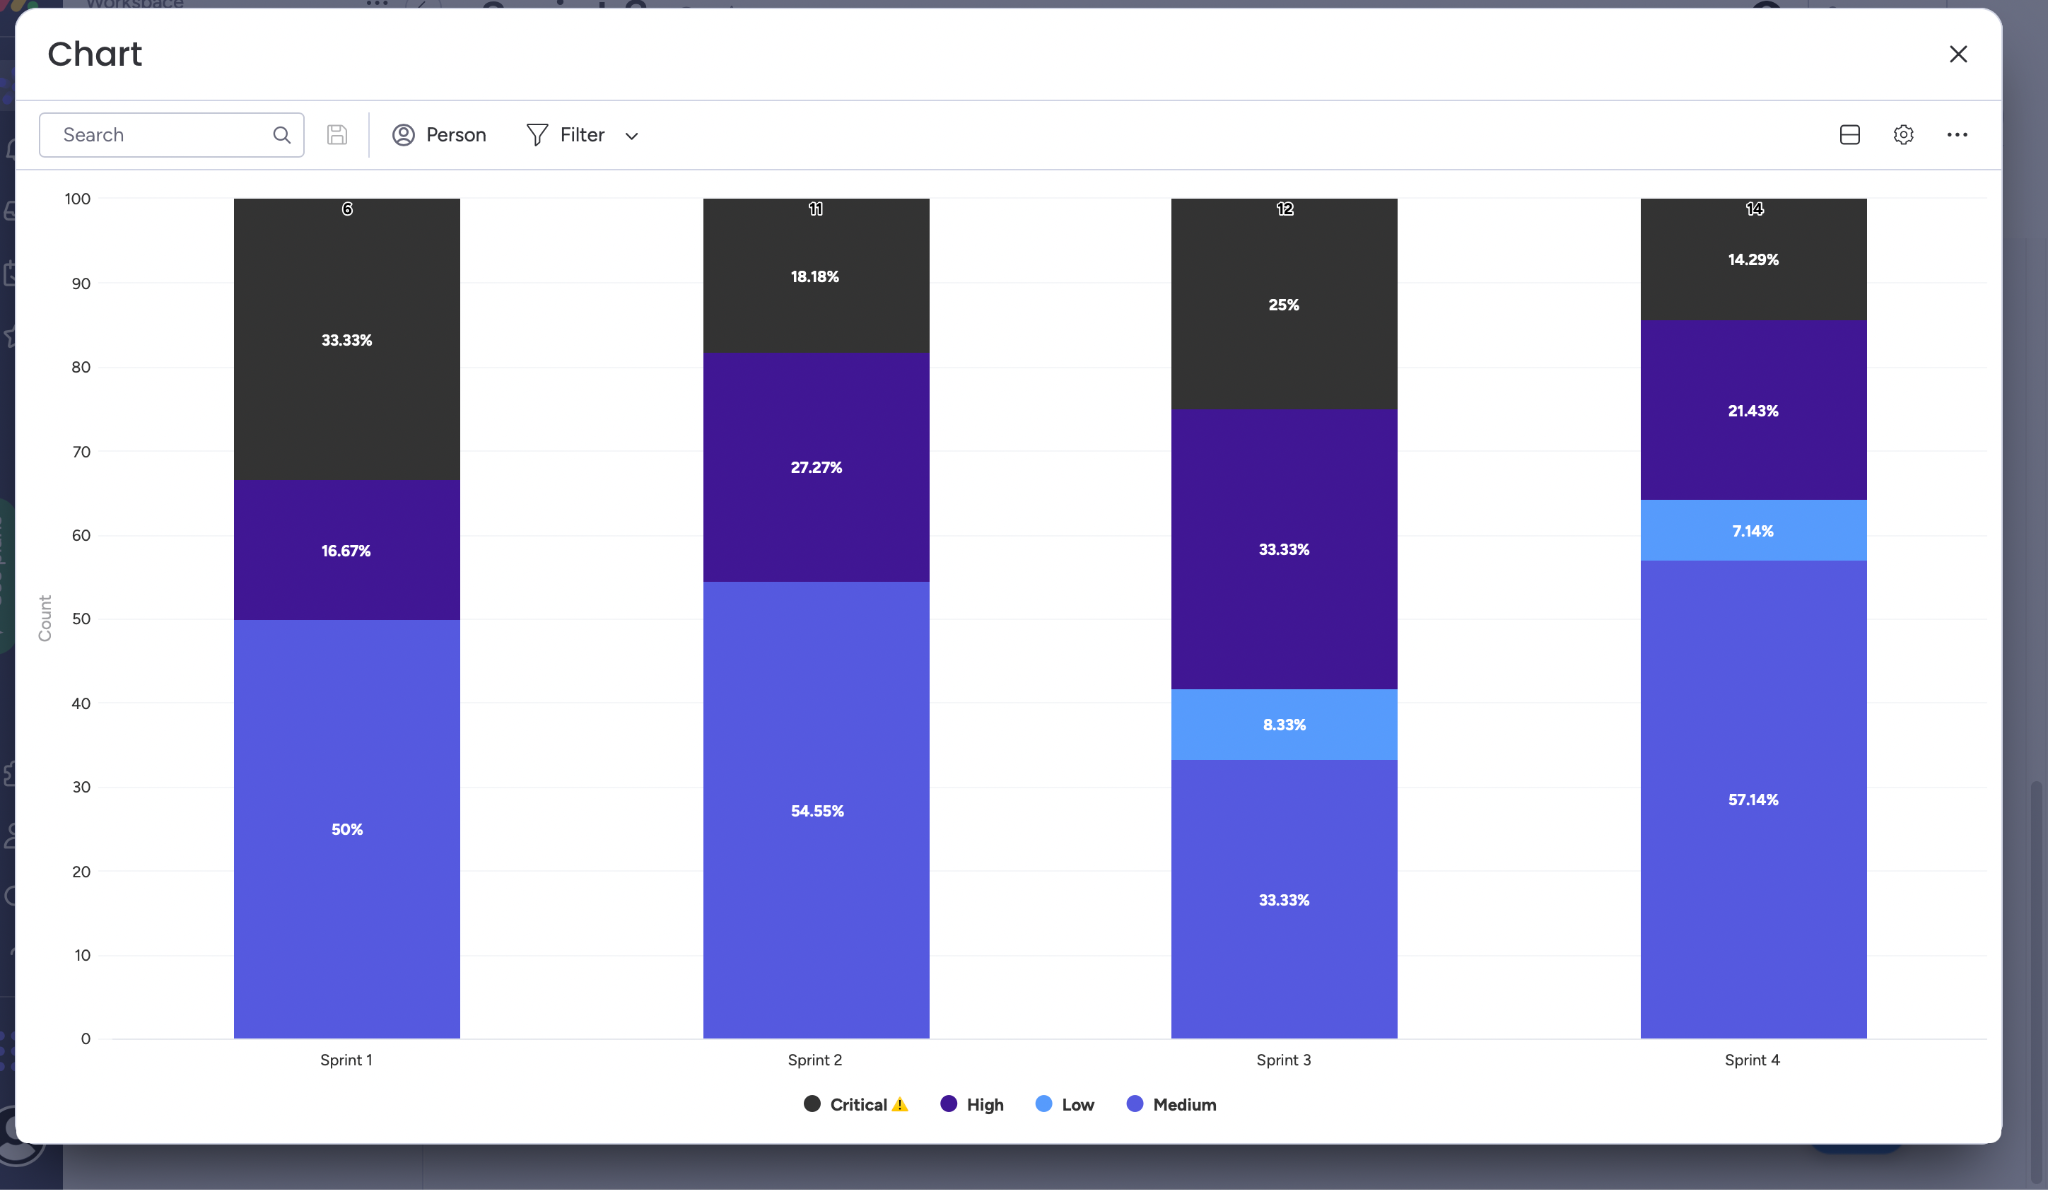 Workspace
Chart
Search
Person
Filter
100
90
80
70
60
50
40
30
20
10
0
Count
6
33.33%
16.67%
50%
11
18.18%
27.27%
54.55%
12
25%
33.33%
8.33%
33.33%
14
14.29%
21.43%
7.14%
57.14%
Sprint 1
Sprint 2
Sprint 3
Sprint 4
Critical
High
Low
Medium